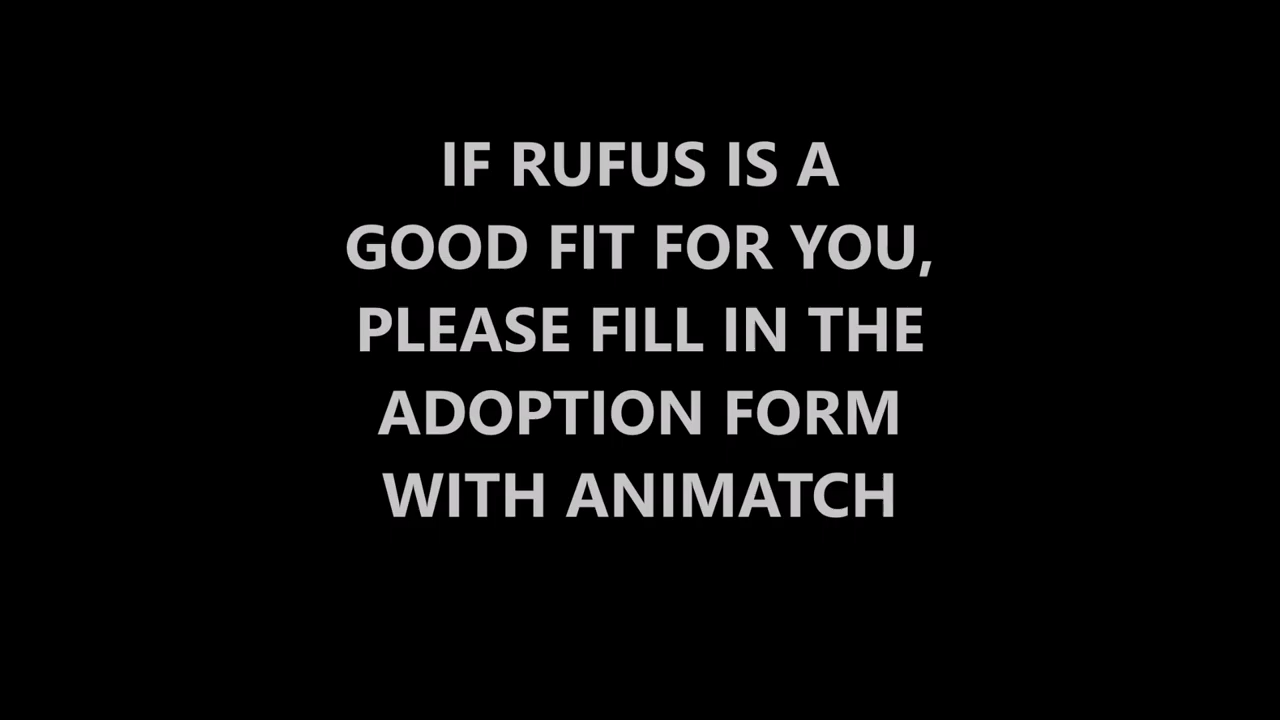 IF RUFUS IS A
GOOD FIT FOR YOU,
PLEASE FILL IN THE
ADOPTION FORM
WITH ANIMATCH